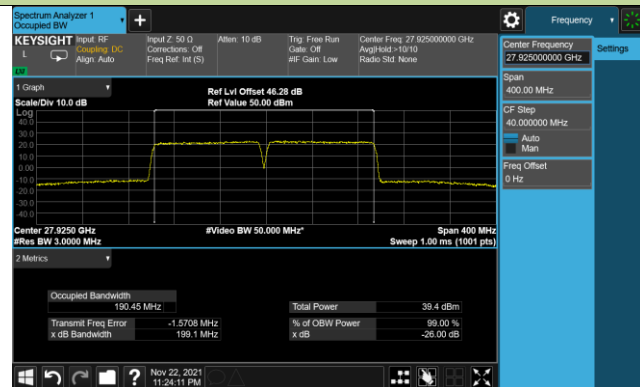 Spectrum Analyzer 1
Occupied BW
Frequency
KEYSIGHT
Input: RF
Coupling: DC
Align: Auto
Input Z: 50 Ω
Corrections: Off
Freq Ref: Int (S)
Atten: 10 dB
Trig: Free Run
Gate: Off
#IF Gain: Low
Center Freq: 27.925000000 GHz
Avg|Hold:>10/10
Radio Std: None
L
LU
Center Frequency
27.925000000 GHz
Settings
Span
400.00 MHz
CF Step
40.000000 MHz
Auto
Man
Freq Offset
0 Hz
1 Graph
Scale/Div 10.0 dB
Ref Lvl Offset 46.28 dB
Ref Value 50.00 dBm
Log
40.0
30.0
20.0
10.0
0.00
-10.0
-20.0
-30.0
-40.0
Center 27.9250 GHz
#Video BW 50.000 MHz*
Span 400 MHz
#Res BW 3.0000 MHz
Sweep 1.00 ms (1001 pts)
2 Metrics
Occupied Bandwidth
190.45 MHz
Total Power 39.4 dBm
Transmit Freq Error -1.5708 MHz
% of OBW Power 99.00 %
x dB Bandwidth 199.1 MHz
x dB -26.00 dB
?
Nov 22, 2021
11:24:11 PM